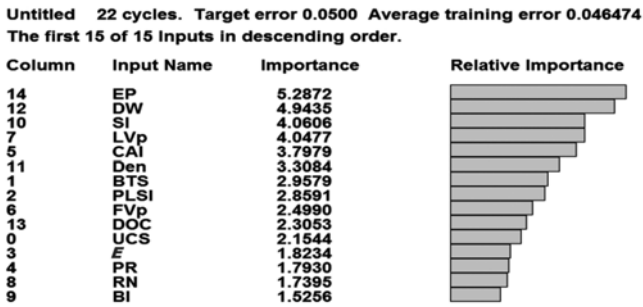 Untitled 22 cycles. Target error 0.0500 Average training error 0.046474
The first 15 of 15 Inputs in descending order.
Column Input Name Importance Relative Importance
14 EP 5.2872
12 DW 4.9435
10 SI 4.0606
7 LVp 4.0477
5 CAI 3.7979
11 Den 3.3084
1 BTS 2.9579
2 PLSI 2.8591
6 FVp 2.4990
13 DOC 2.3053
0 UCS 2.1544
3 E 1.8234
4 PR 1.7930
8 RN 1.7395
9 BI 1.5256